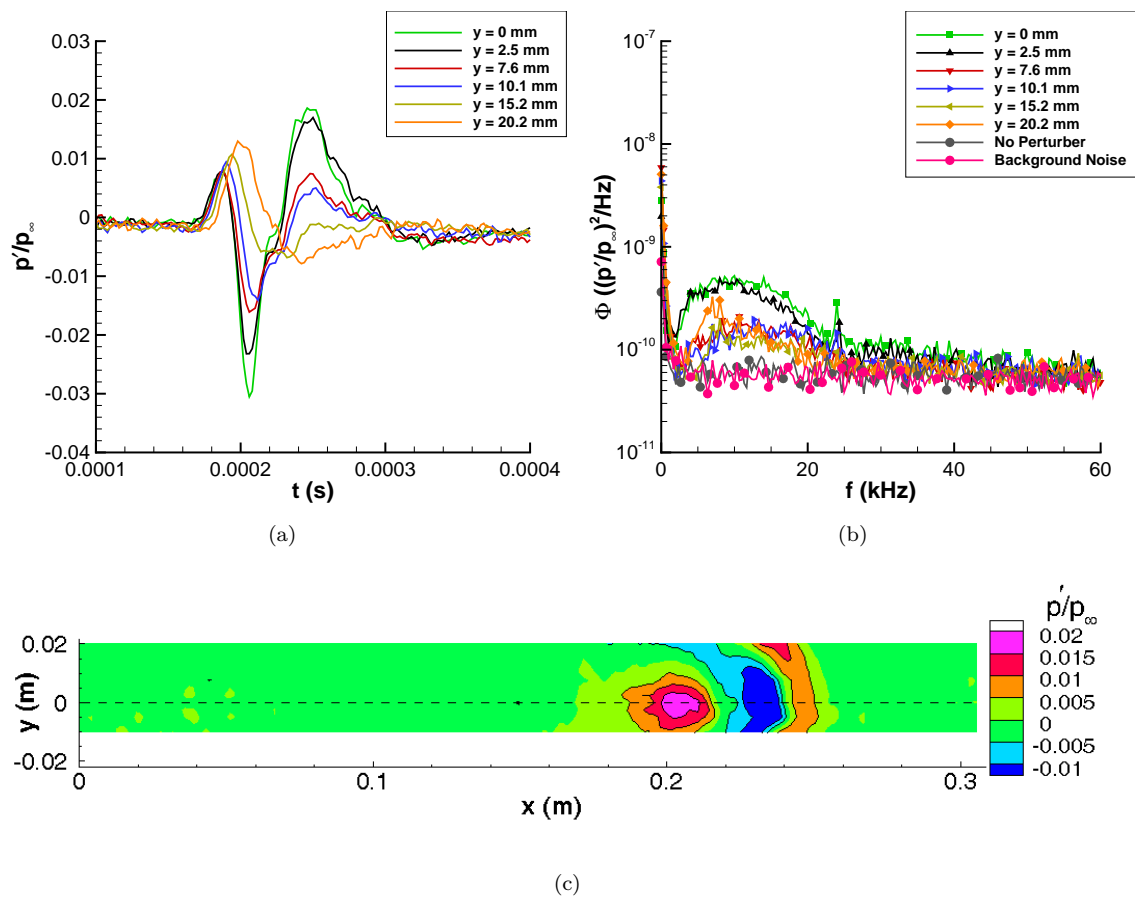 0.03
0.02
0.01
0
-0.01
-0.02
-0.03
-0.04
p'/p∞
0.0001
0.0002
0.0003
0.0004
t (s)
y = 0 mm
y = 2.5 mm
y = 7.6 mm
y = 10.1 mm
y = 15.2 mm
y = 20.2 mm
(a)
10⁻⁷
10⁻⁸
10⁻⁹
10⁻¹⁰
10⁻¹¹
Φ ((p'/p∞)²/Hz)
0
20
40
60
f (kHz)
y = 0 mm
y = 2.5 mm
y = 7.6 mm
y = 10.1 mm
y = 15.2 mm
y = 20.2 mm
No Perturber
Background Noise
(b)
0.02
0
-0.02
y (m)
0
0.1
0.2
0.3
x (m)
p'/p∞
0.02
0.015
0.01
0.005
0
-0.005
-0.01
(c)